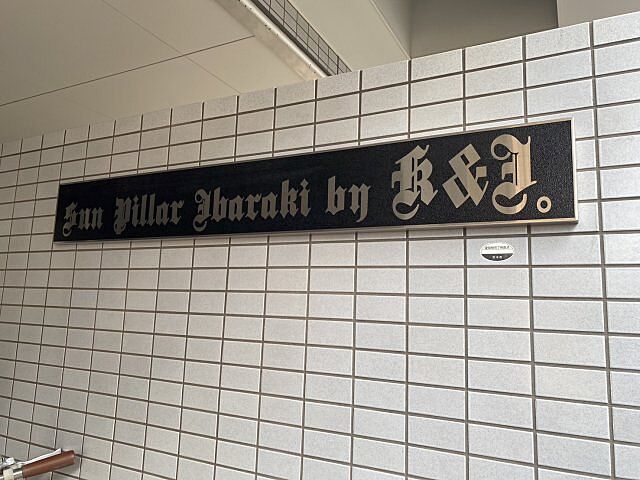 Sun Pillar Ibaraki by K&I。